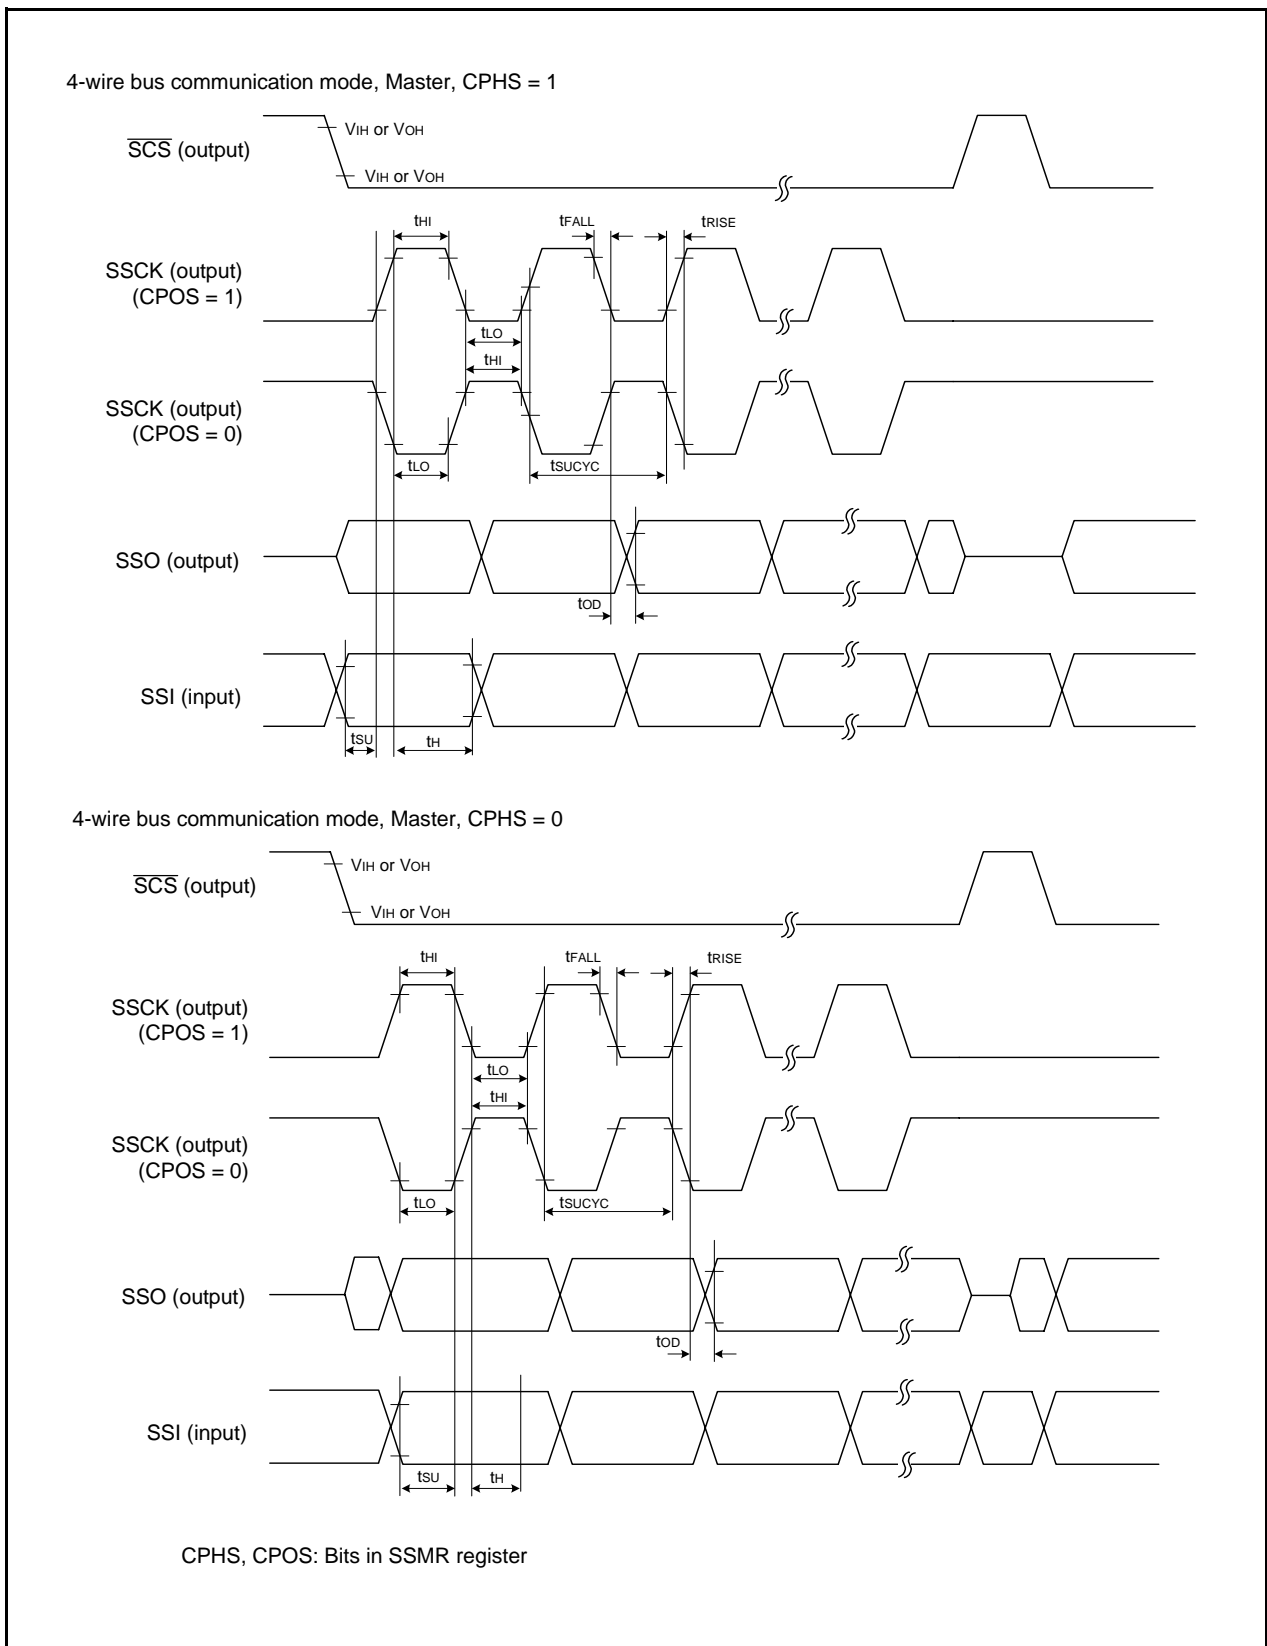 4-wire bus communication mode, Master, CPHS = 1
SCS (output)
VIH or VOH
VIH or VOH
tHI
tFALL
tRISE
SSCK (output)
(CPOS = 1)
tLO
tHI
SSCK (output)
(CPOS = 0)
tLO
tSUCYC
SSO (output)
tOD
SSI (input)
tSU
tH
4-wire bus communication mode, Master, CPHS = 0
SCS (output)
VIH or VOH
VIH or VOH
tHI
tFALL
tRISE
SSCK (output)
(CPOS = 1)
tLO
tHI
SSCK (output)
(CPOS = 0)
tLO
tSUCYC
SSO (output)
tOD
SSI (input)
tSU
tH
CPHS, CPOS: Bits in SSMR register